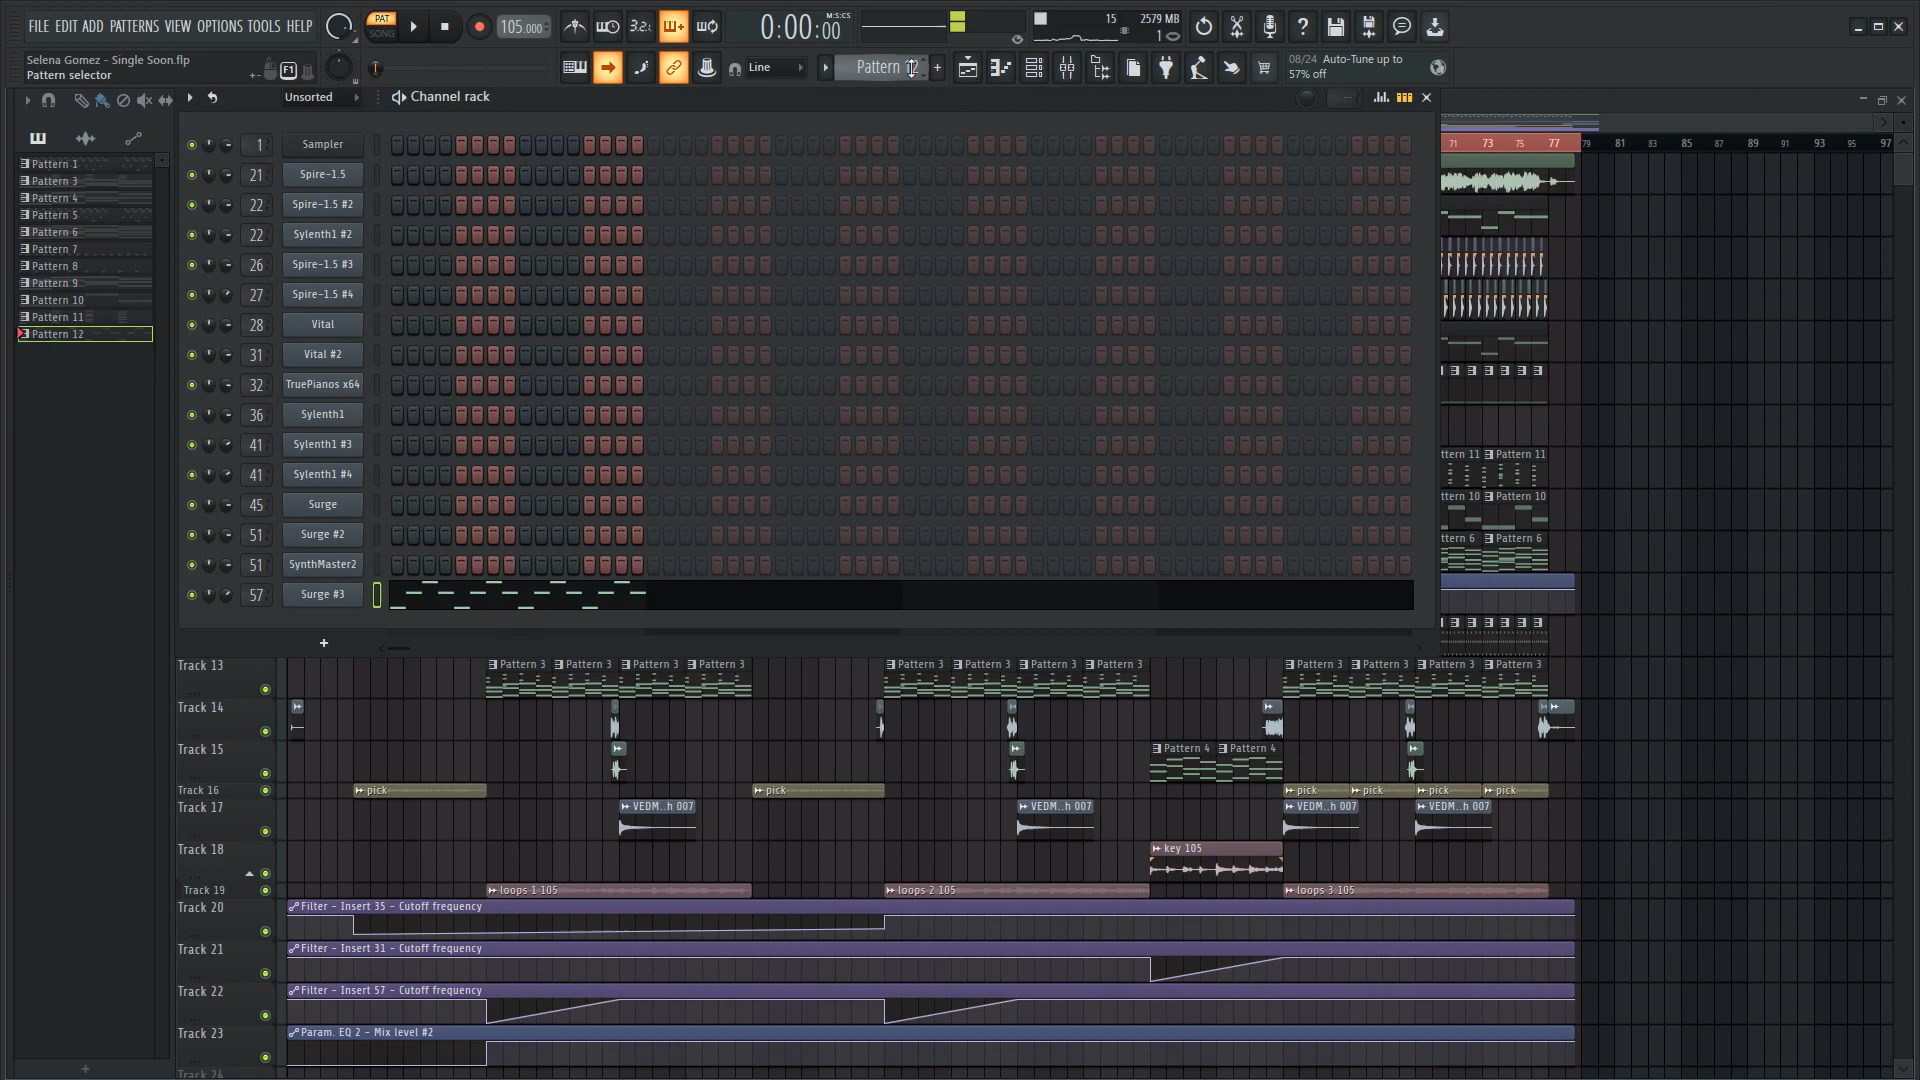 FILE EDIT ADD PATTERNS VIEW OPTIONS TOOLS HELP
PAT
SONG
105.000
3.2
M:S:CS
0:00:00
15
2579 MB
1
Selena Gomez - Single Soon.flp
Pattern selector
F1
Line
Pattern
+
08/24 Auto-Tune up to
57% off
Unsorted
Channel rack
Pattern 1
Pattern 3
Pattern 4
Pattern 5
Pattern 6
Pattern 7
Pattern 8
Pattern 9
Pattern 10
Pattern 11
Pattern 12
1 Sampler
21 Spire-1.5
22 Spire-1.5 #2
22 Sylenth1 #2
26 Spire-1.5 #3
27 Spire-1.5 #4
28 Vital
31 Vital #2
32 TruePianos x64
36 Sylenth1
41 Sylenth1 #3
41 Sylenth1 #4
45 Surge
51 Surge #2
51 SynthMaster2
57 Surge #3
+
71 73 75 77 79 81 83 85 87 89 91 93 95 97
ttern 11 Pattern 11
ttern 10 Pattern 10
ttern 6 Pattern 6
Track 13
Pattern 3 Pattern 3 Pattern 3 Pattern 3 Pattern 3 Pattern 3 Pattern 3 Pattern 3 Pattern 3 Pattern 3 Pattern 3 Pattern 3
Track 14
Track 15
Pattern 4 Pattern 4
Track 16
pick pick pick pick pick pick
Track 17
VEDM..h 007 VEDM..h 007 VEDM..h 007 VEDM..h 007
Track 18
key 105
Track 19
loops 1 105 loops 2 105 loops 3 105
Track 20
Filter - Insert 35 - Cutoff frequency
Track 21
Filter - Insert 31 - Cutoff frequency
Track 22
Filter - Insert 57 - Cutoff frequency
Track 23
Param. EQ 2 - Mix level #2
Track 24